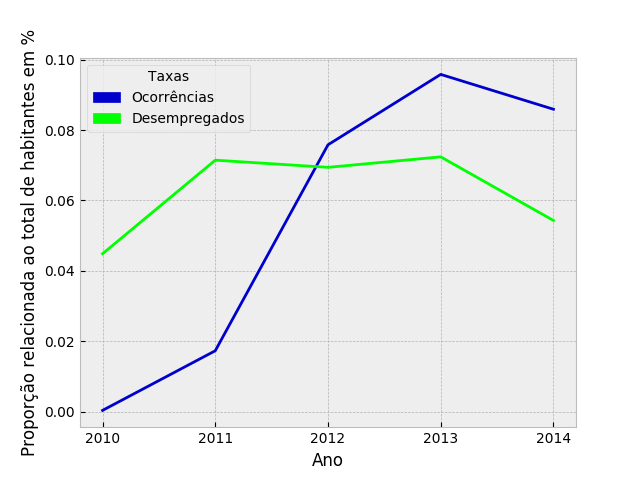 Proporção relacionada ao total de habitantes em %
0.10
0.08
0.06
0.04
0.02
0.00
Taxas
Ocorrências
Desempregados
2010 2011 2012 2013 2014
Ano